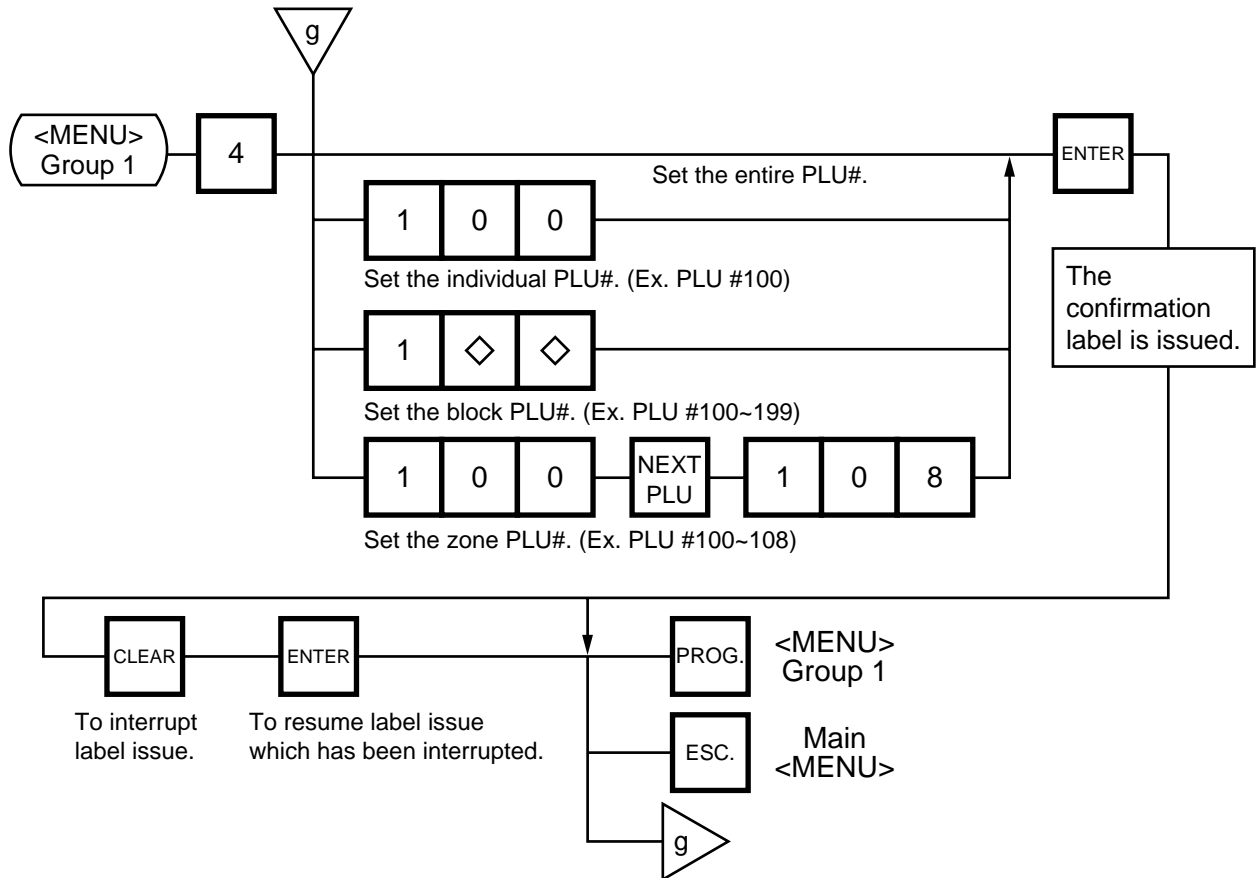 g
<MENU>
Group 1
4
ENTER
Set the entire PLU#.
1 0 0
Set the individual PLU#. (Ex. PLU #100)
The
confirmation
label is issued.
1 ◇ ◇
Set the block PLU#. (Ex. PLU #100~199)
1 0 0 NEXT PLU 1 0 8
Set the zone PLU#. (Ex. PLU #100~108)
CLEAR
To interrupt
label issue.
ENTER
To resume label issue
which has been interrupted.
PROG.
<MENU>
Group 1
ESC.
Main
<MENU>
g